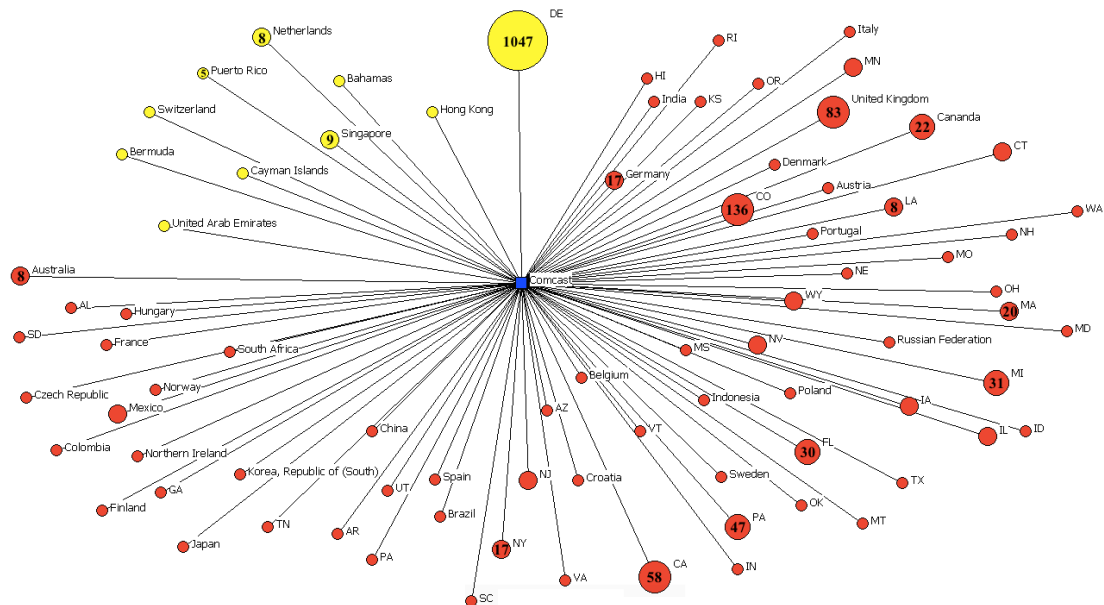 DE
1047
Netherlands
8
Puerto Rico
5
Bahamas
Switzerland
Hong Kong
Singapore
9
Bermuda
Cayman Islands
United Arab Emirates
RI
Italy
HI
MN
OR
India
KS
United Kingdom
83
Cananda
22
CT
Denmark
Germany
17
Austria
CO
136
LA
8
WA
Portugal
NH
MO
NE
Australia
8
Comcast
OH
WY
AL
Hungary
MA
20
MD
SD
France
South Africa
MS
NV
Russian Federation
Belgium
MI
31
Czech Republic
Norway
Poland
Indonesia
IA
Mexico
AZ
China
VT
IL
ID
Colombia
Northern Ireland
FL
30
Korea, Republic of (South)
Spain
NJ
Croatia
Sweden
TX
GA
UT
Finland
Brazil
OK
TN
AR
PA
47
MT
Japan
PA
NY
17
VA
CA
58
IN
SC